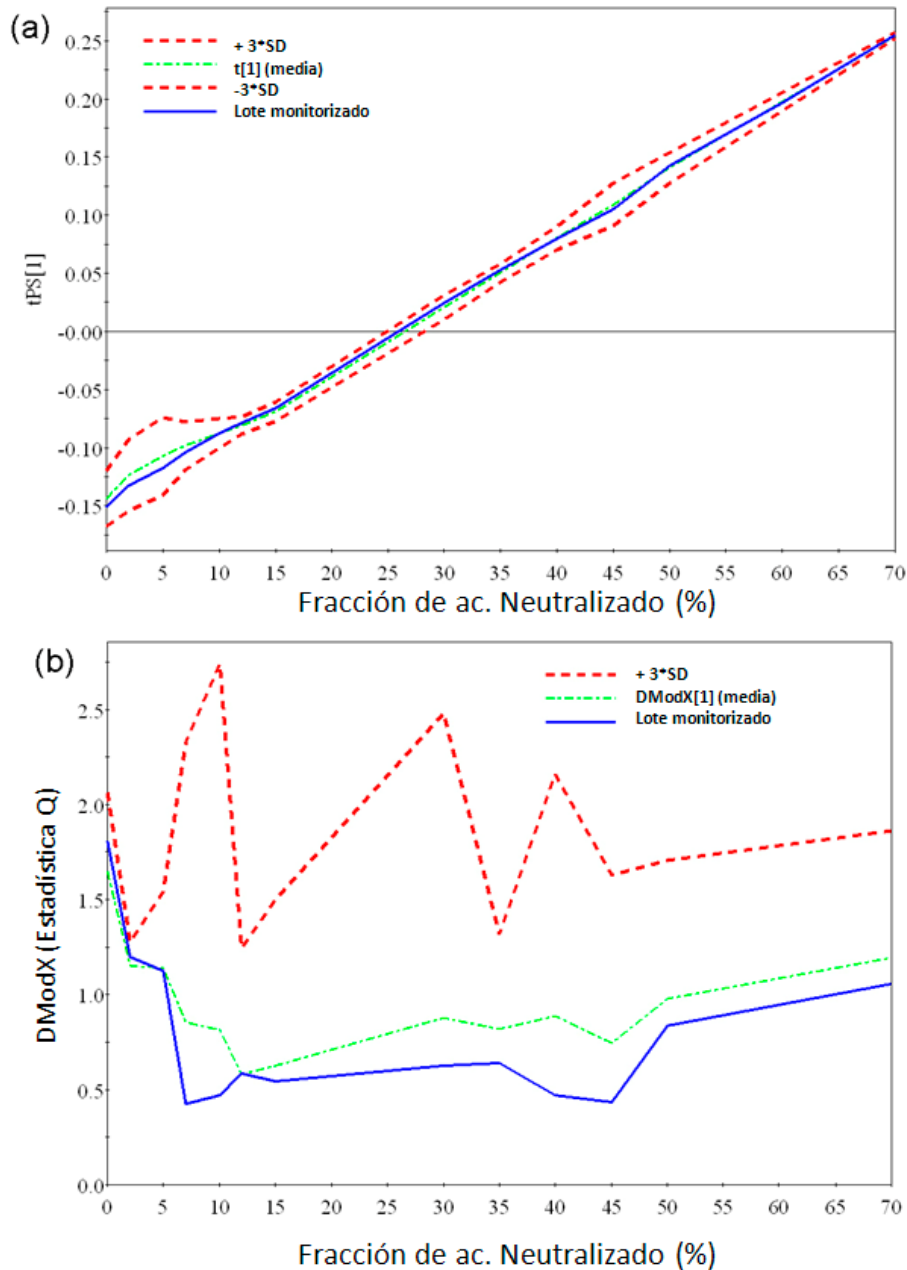 (a)
+ 3*SD
t[1] (media)
-3*SD
Lote monitorizado
0.25
0.20
0.15
0.10
0.05
-0.00
-0.05
-0.10
-0.15
tPS[1]
0 5 10 15 20 25 30 35 40 45 50 55 60 65 70
Fracción de ac. Neutralizado (%)
(b)
+ 3*SD
DModX[1] (media)
Lote monitorizado
2.5
2.0
1.5
1.0
0.5
0.0
DModX (Estadística Q)
0 5 10 15 20 25 30 35 40 45 50 55 60 65 70
Fracción de ac. Neutralizado (%)